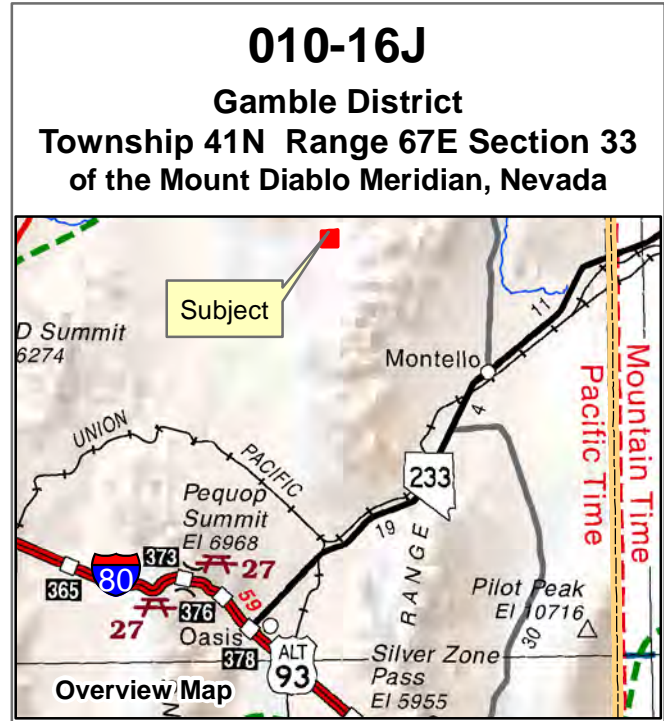 010-16J
Gamble District
Township 41N Range 67E Section 33
of the Mount Diablo Meridian, Nevada
Subject
D Summit
6274
Montello
11
4
UNION
PACIFIC
Pacific Time
Mountain Time
233
19
Pequop
Summit
El 6968
373
27
365
80
376
59
27
Oasis
378
ALT
93
RANGE
30
Pilot Peak
El 10716
Silver Zone
Pass
El 5955
Overview Map